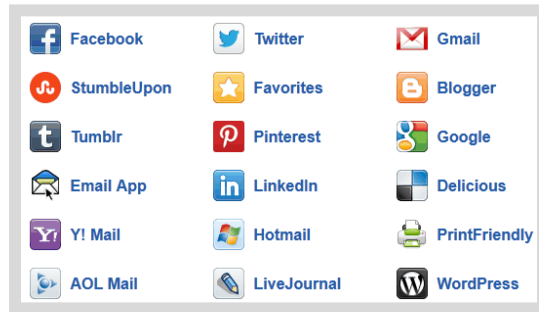 Facebook Twitter Gmail
StumbleUpon Favorites Blogger
Tumblr Pinterest Google
Email App LinkedIn Delicious
Y! Mail Hotmail PrintFriendly
AOL Mail LiveJournal WordPress